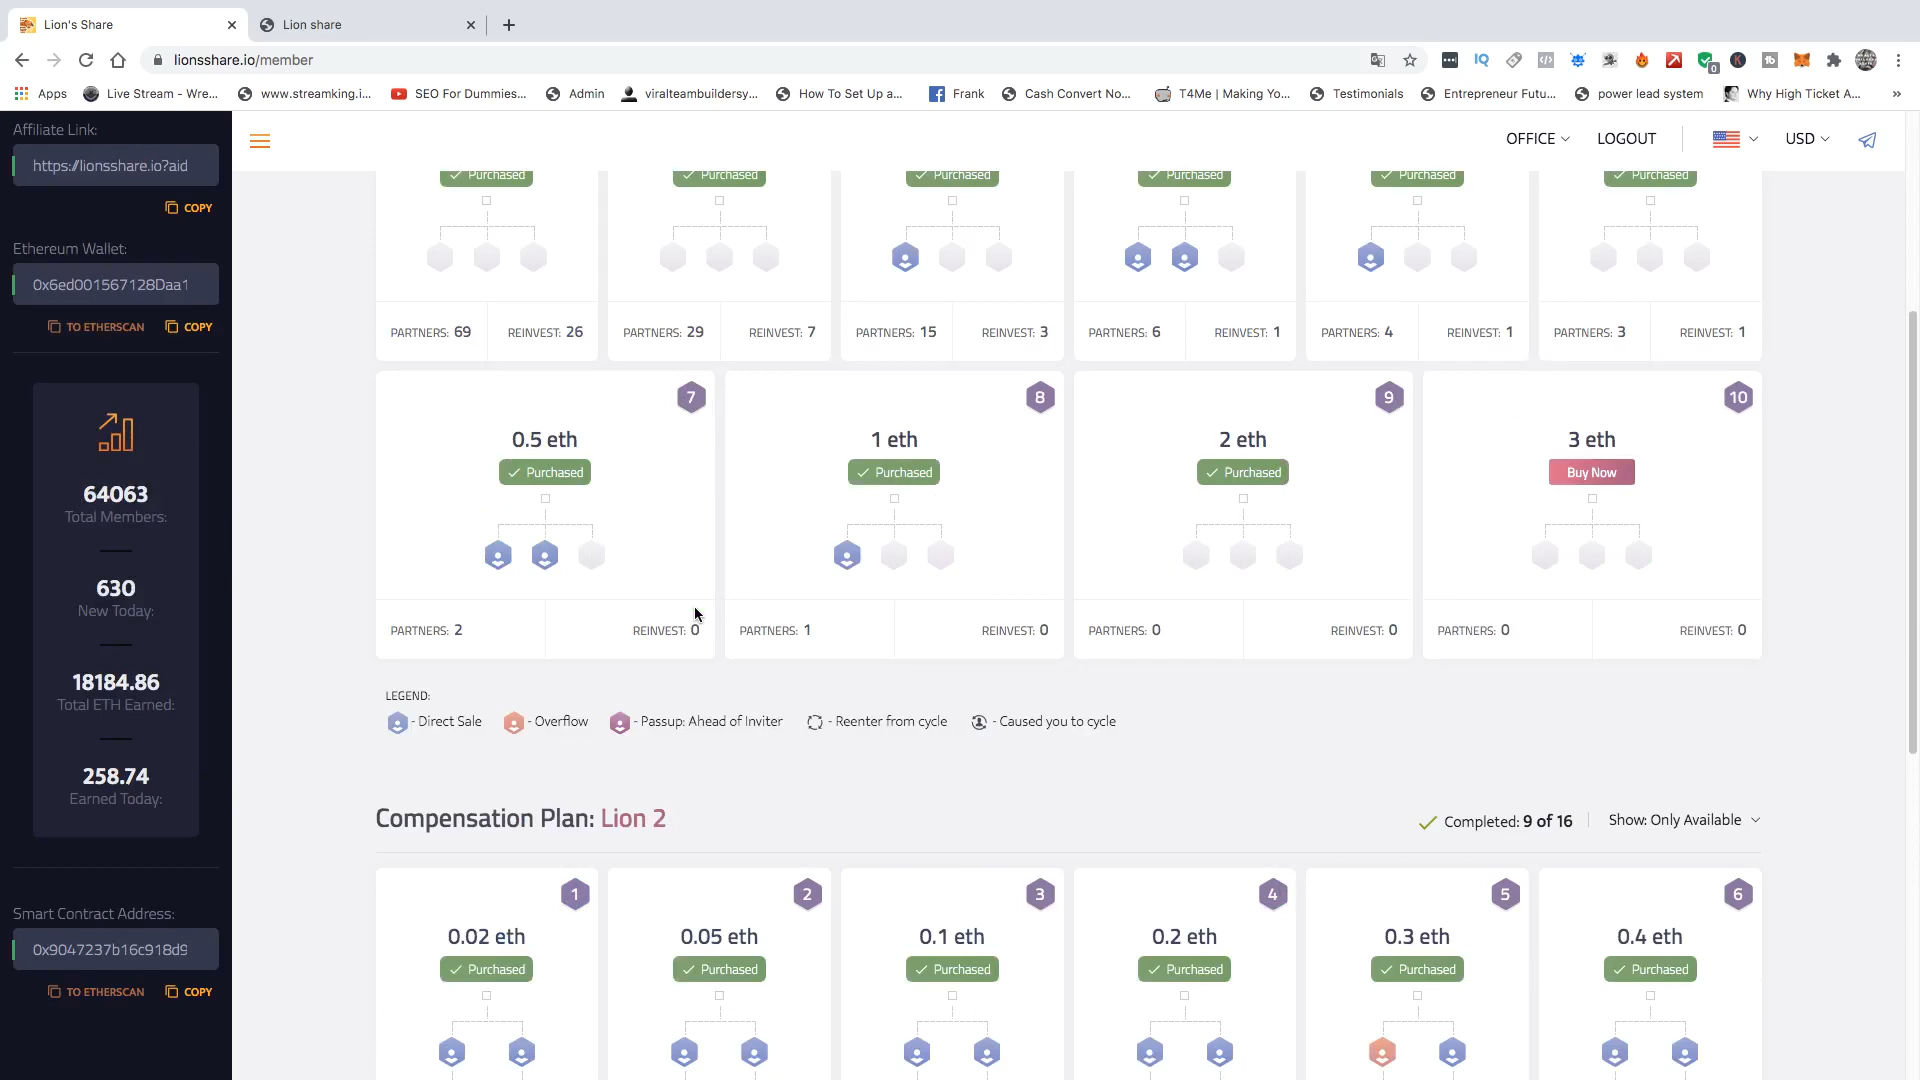 Lion's Share
Lion share
lionsshare.io/member
IQ
0
K
Apps
Live Stream - Wre...
www.streamking.i...
SEO For Dummies...
Admin
viralteambuildersy...
How To Set Up a...
Frank
Cash Convert No...
T4Me | Making Yo...
Testimonials
Entrepreneur Futu...
power lead system
Why High Ticket A...
»
Affiliate Link:
https://lionsshare.io?aid
COPY
Ethereum Wallet:
0x6ed001567128Daa1
TO ETHERSCAN
COPY
64063
Total Members:
630
New Today:
18184.86
Total ETH Earned:
258.74
Earned Today:
Smart Contract Address:
0x9047237b16c918d9
TO ETHERSCAN
COPY
OFFICE
LOGOUT
USD
Purchased
Purchased
Purchased
Purchased
Purchased
Purchased
PARTNERS: 69
REINVEST: 26
PARTNERS: 29
REINVEST: 7
PARTNERS: 15
REINVEST: 3
PARTNERS: 6
REINVEST: 1
PARTNERS: 4
REINVEST: 1
PARTNERS: 3
REINVEST: 1
7
0.5 eth
Purchased
PARTNERS: 2
REINVEST: 0
8
1 eth
Purchased
PARTNERS: 1
REINVEST: 0
9
2 eth
Purchased
PARTNERS: 0
REINVEST: 0
10
3 eth
Buy Now
PARTNERS: 0
REINVEST: 0
LEGEND:
- Direct Sale
- Overflow
- Passup: Ahead of Inviter
- Reenter from cycle
- Caused you to cycle
Compensation Plan: Lion 2
Completed: 9 of 16
Show: Only Available
1
0.02 eth
Purchased
2
0.05 eth
Purchased
3
0.1 eth
Purchased
4
0.2 eth
Purchased
5
0.3 eth
Purchased
6
0.4 eth
Purchased